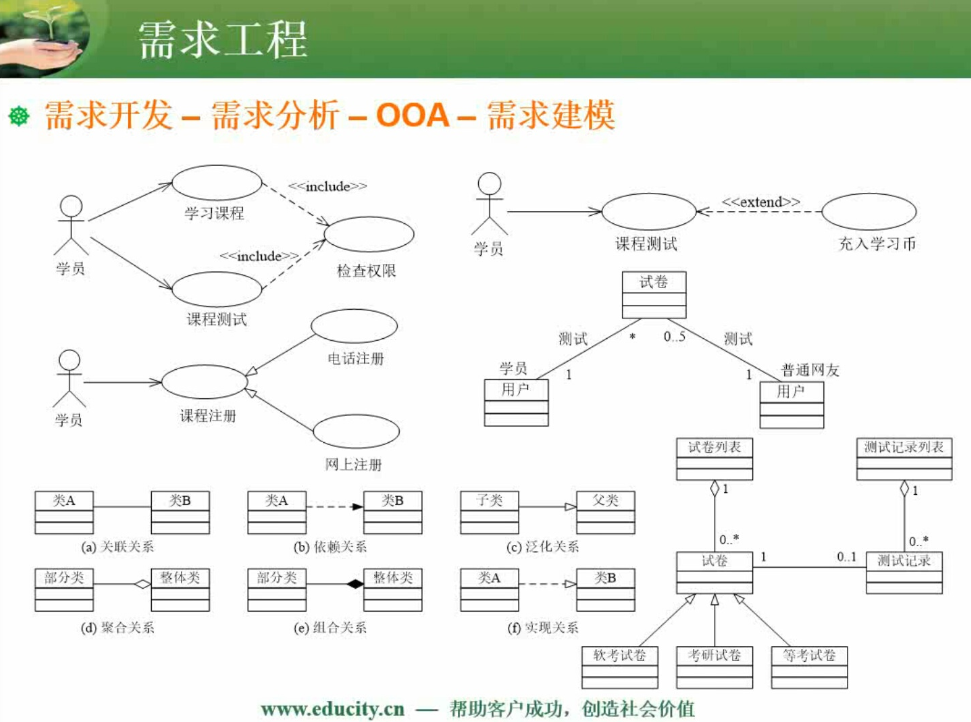 需求工程
需求开发 – 需求分析 – OOA – 需求建模
<<include>>
学习课程
<<include>>
学员
检查权限
课程测试
<<extend>>
学员
课程测试
充入学习币
电话注册
学员
课程注册
网上注册
试卷
测试
*
0..5
测试
学员
1
1
普通网友
用户
用户
试卷列表
测试记录列表
1
1
0..*
0..*
试卷
1
0..1
测试记录
软考试卷
考研试卷
等考试卷
类A
类B
(a) 关联关系
类A
类B
(b) 依赖关系
子类
父类
(c) 泛化关系
部分类
整体类
(d) 聚合关系
部分类
整体类
(e) 组合关系
类A
类B
(f) 实现关系
www.educity.cn — 帮助客户成功，创造社会价值